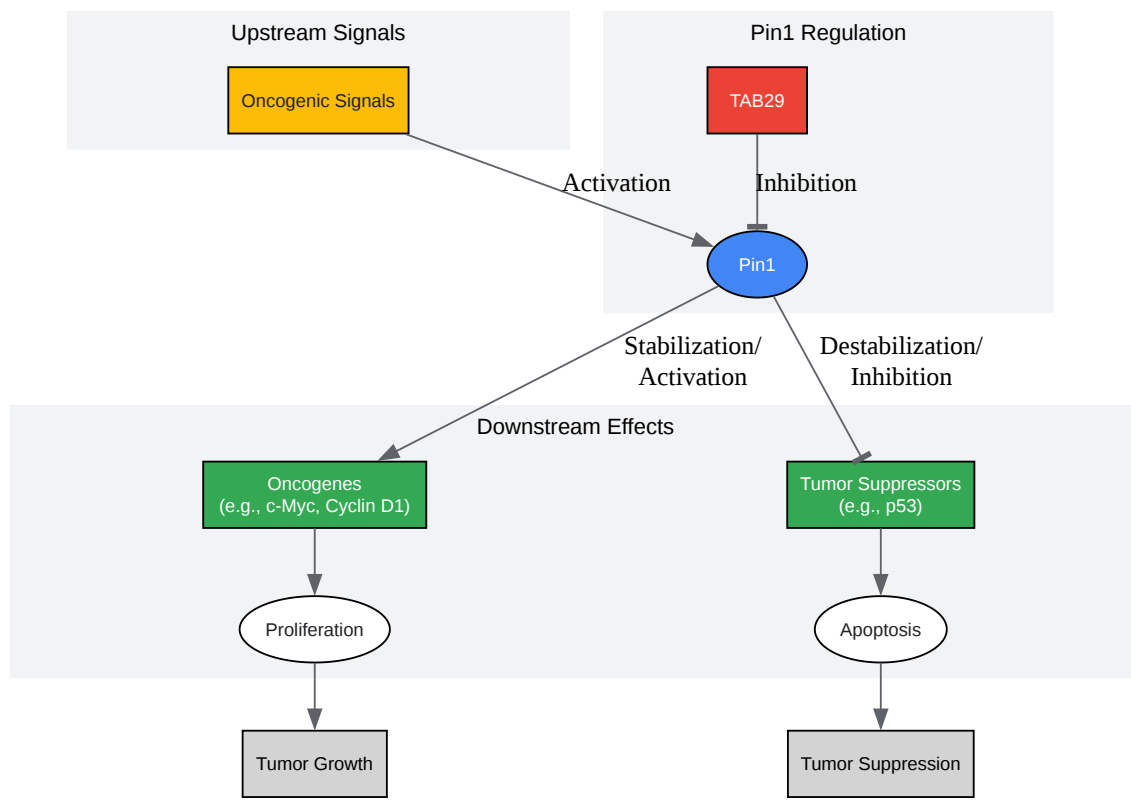 Upstream Signals
Pin1 Regulation
Oncogenic Signals
TAB29
Activation
Inhibition
Pin1
Stabilization/
Activation
Destabilization/
Inhibition
Downstream Effects
Oncogenes
(e.g., c-Myc, Cyclin D1)
Tumor Suppressors
(e.g., p53)
Proliferation
Apoptosis
Tumor Growth
Tumor Suppression